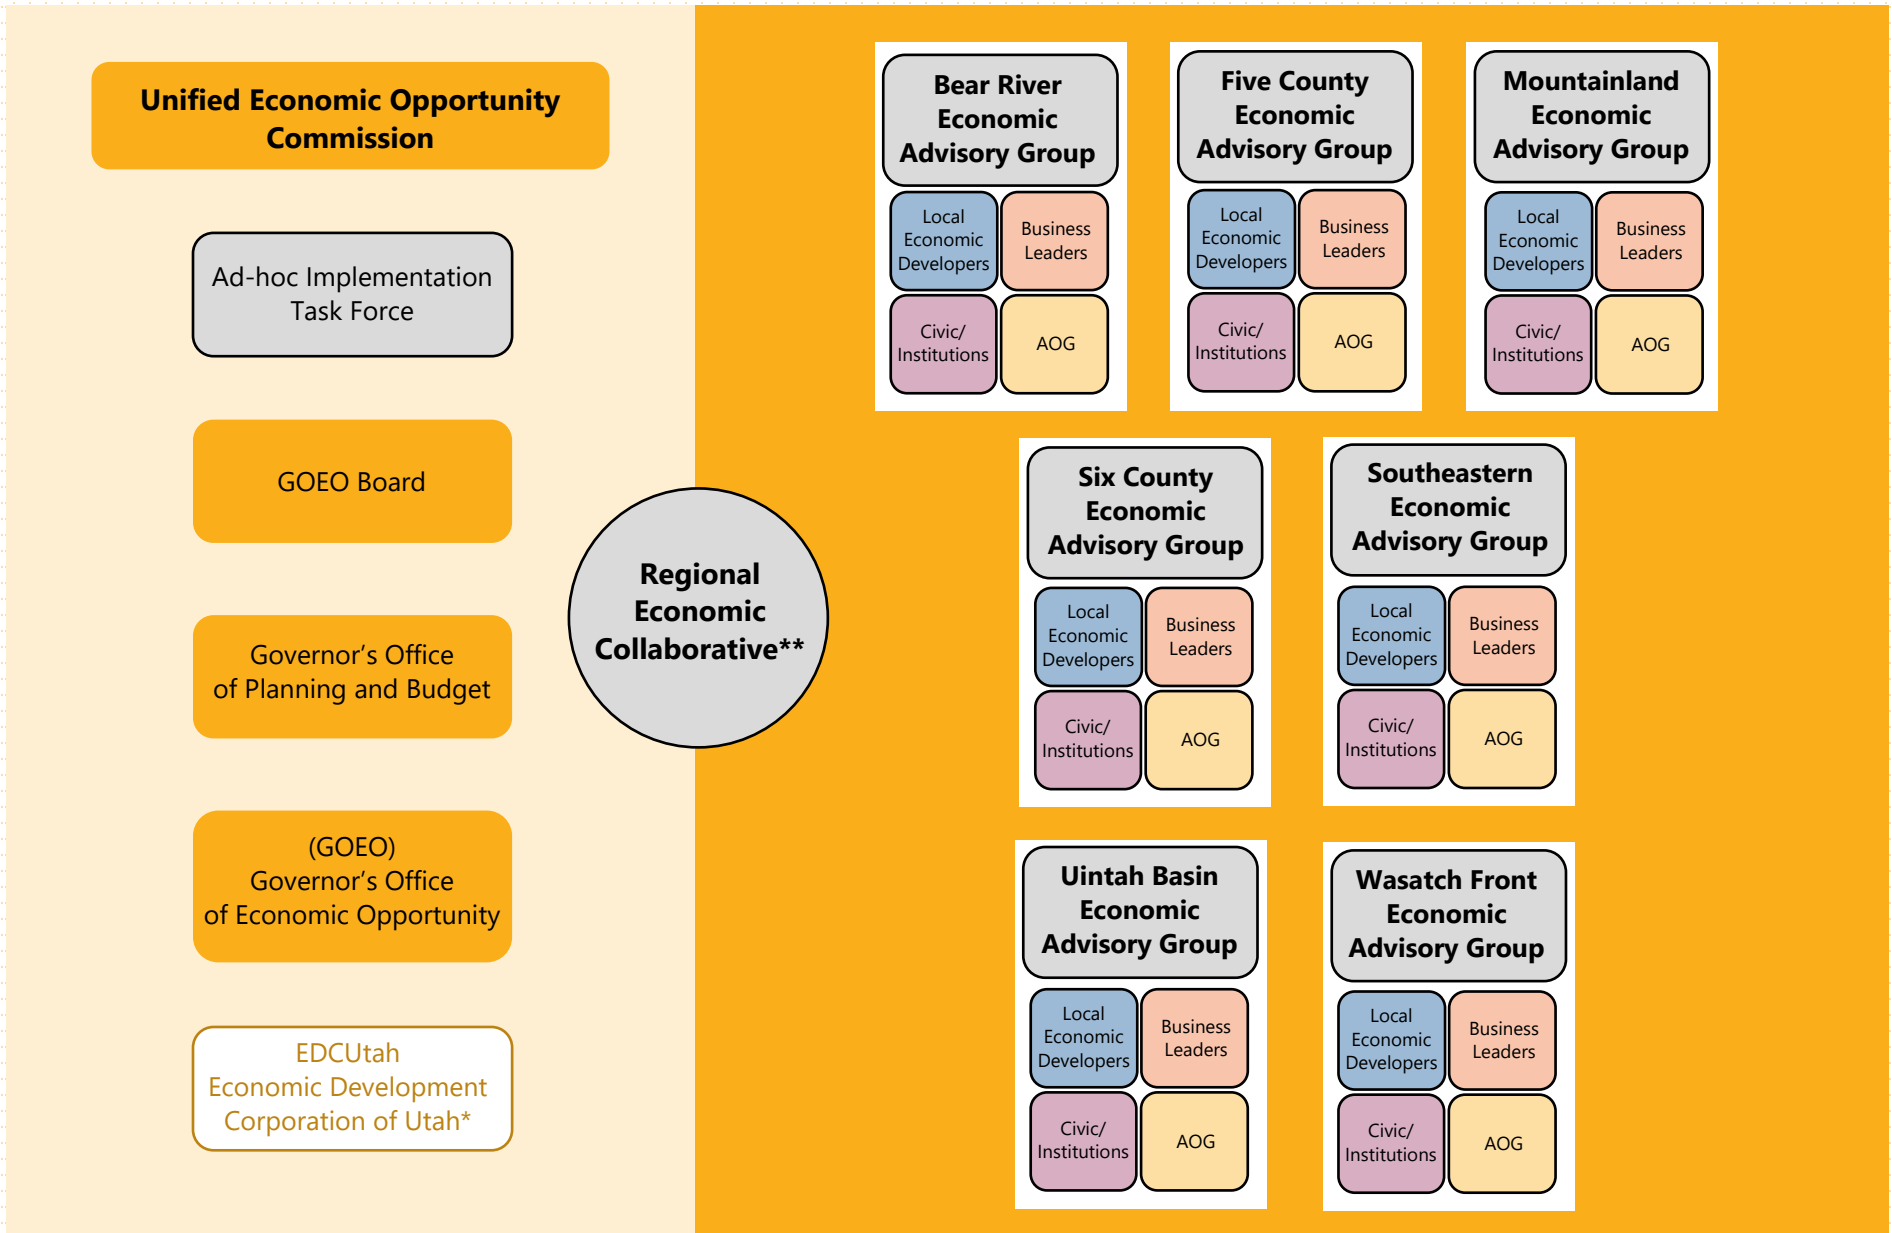 Unified Economic Opportunity
Commission
Ad-hoc Implementation
Task Force
GOEO Board
Governor’s Office
of Planning and Budget
(GOEO)
Governor’s Office
of Economic Opportunity
EDCUtah
Economic Development
Corporation of Utah*
Regional
Economic
Collaborative**
Bear River
Economic
Advisory Group
Local
Economic
Developers
Business
Leaders
Civic/
Institutions
AOG
Five County
Economic
Advisory Group
Local
Economic
Developers
Business
Leaders
Civic/
Institutions
AOG
Mountainland
Economic
Advisory Group
Local
Economic
Developers
Business
Leaders
Civic/
Institutions
AOG
Six County
Economic
Advisory Group
Local
Economic
Developers
Business
Leaders
Civic/
Institutions
AOG
Southeastern
Economic
Advisory Group
Local
Economic
Developers
Business
Leaders
Civic/
Institutions
AOG
Uintah Basin
Economic
Advisory Group
Local
Economic
Developers
Business
Leaders
Civic/
Institutions
AOG
Wasatch Front
Economic
Advisory Group
Local
Economic
Developers
Business
Leaders
Civic/
Institutions
AOG